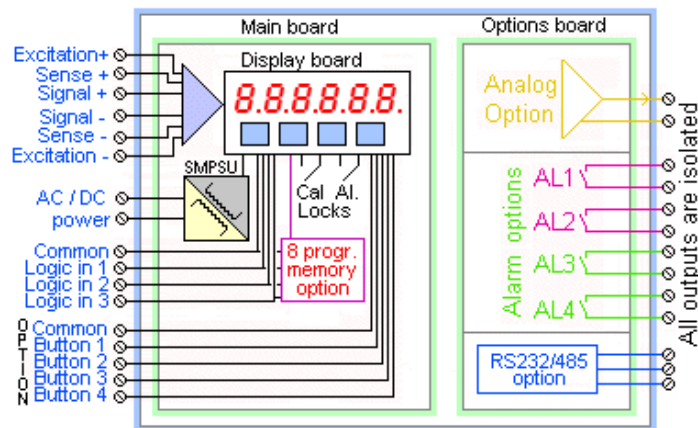 Main board
Options board
Excitation+
Sense +
Signal +
Signal -
Sense -
Excitation -
AC / DC
power
Common
Logic in 1
Logic in 2
Logic in 3
OPTION
Common
Button 1
Button 2
Button 3
Button 4
Display board
8.8.8.8.8.8.
SMPSU
Cal Al.
Locks
8 progr.
memory
option
Analog
Option
Alarm options
AL1
AL2
AL3
AL4
RS232/485
option
All outputs are isolated